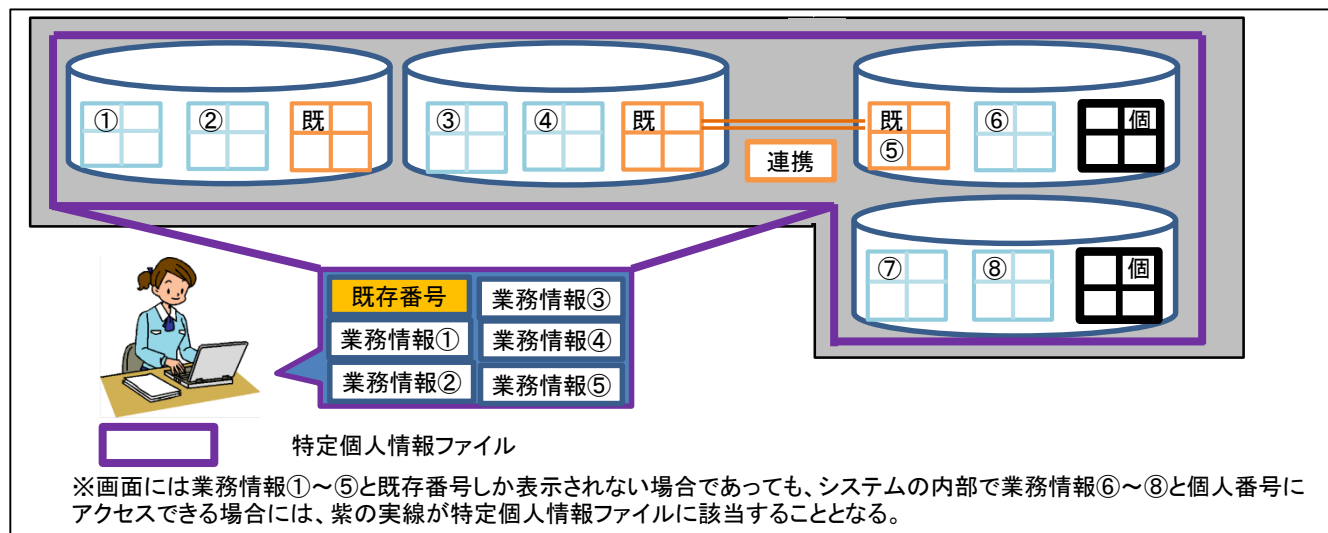 ① ② 既 ③ ④ 既 既 ⑥ 個
⑤
連携
⑦ ⑧ 個
既存番号 業務情報③
業務情報① 業務情報④
業務情報② 業務情報⑤
特定個人情報ファイル
※画面には業務情報①～⑤と既存番号しか表示されない場合であっても、システムの内部で業務情報⑥～⑧と個人番号に
アクセスできる場合には、紫の実線が特定個人情報ファイルに該当することとなる。